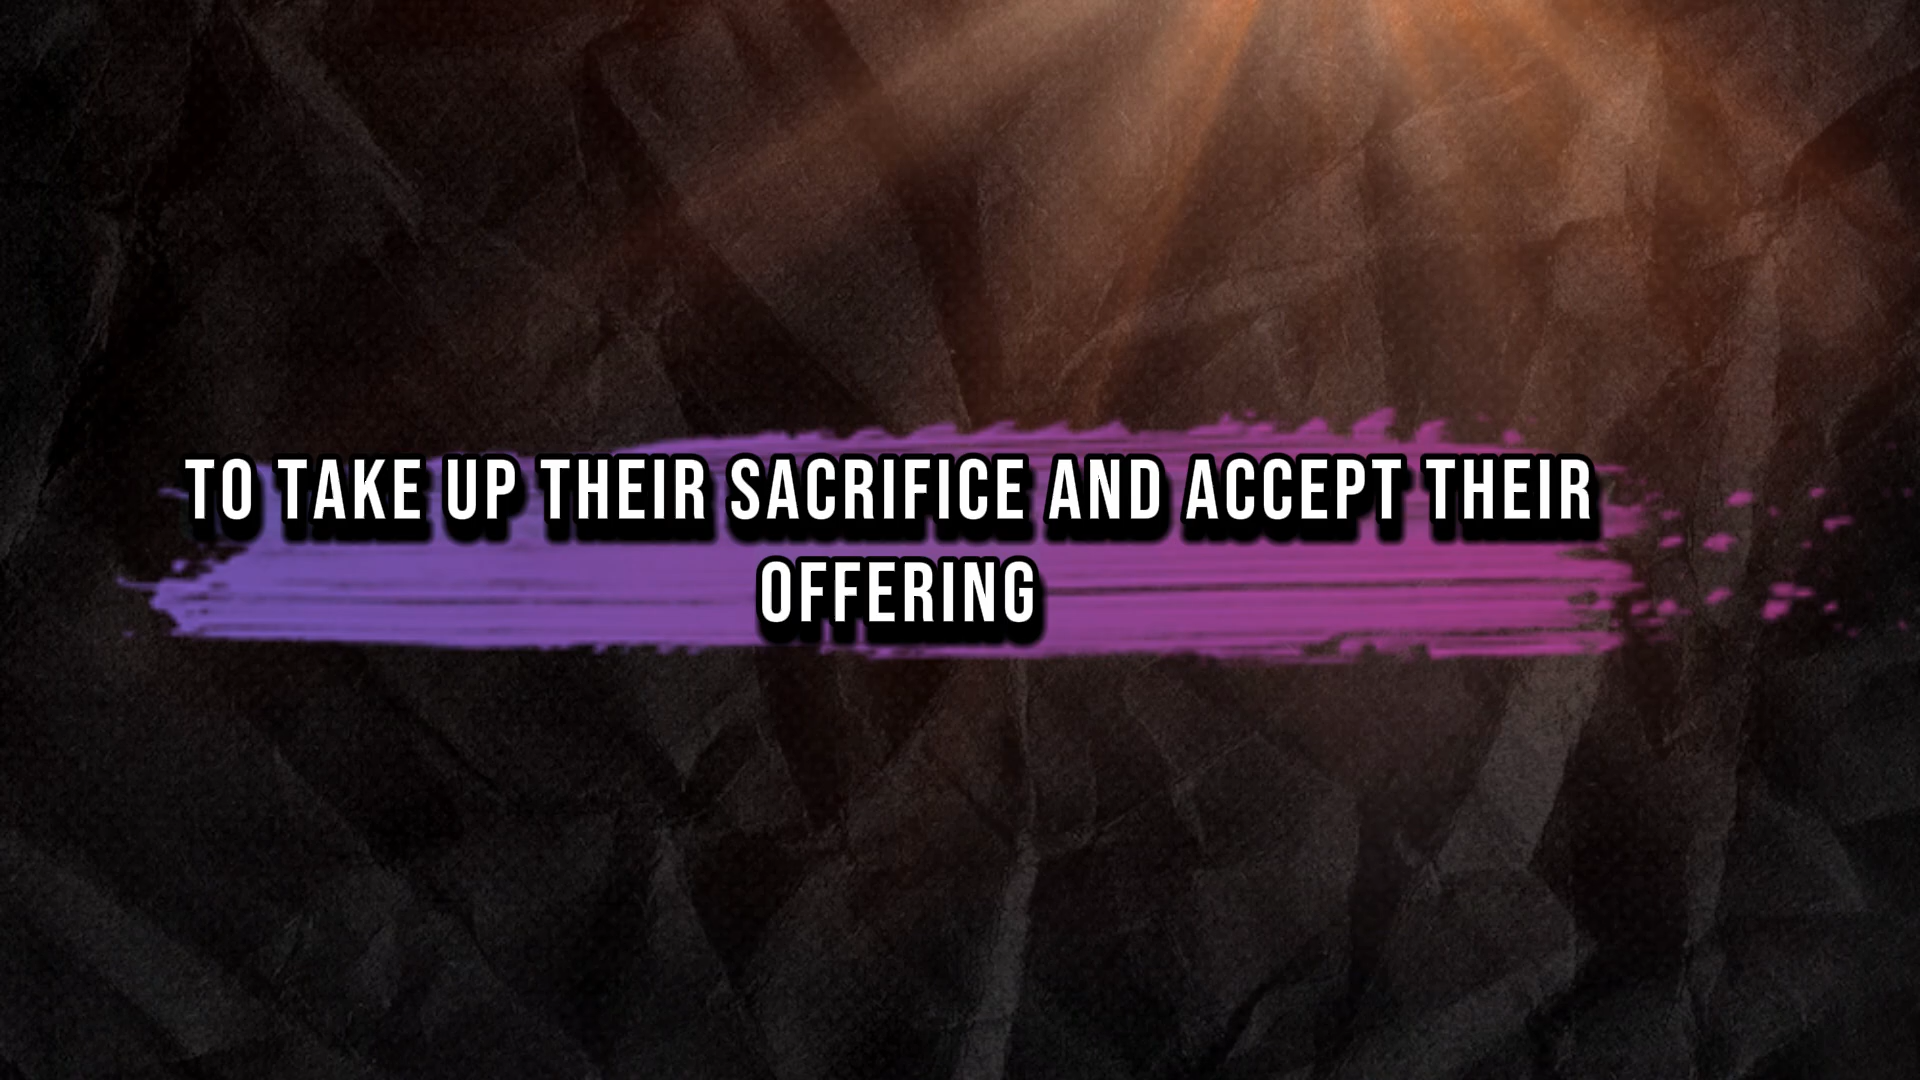 TO TAKE UP THEIR SACRIFICE AND ACCEPT THEIR
OFFERING